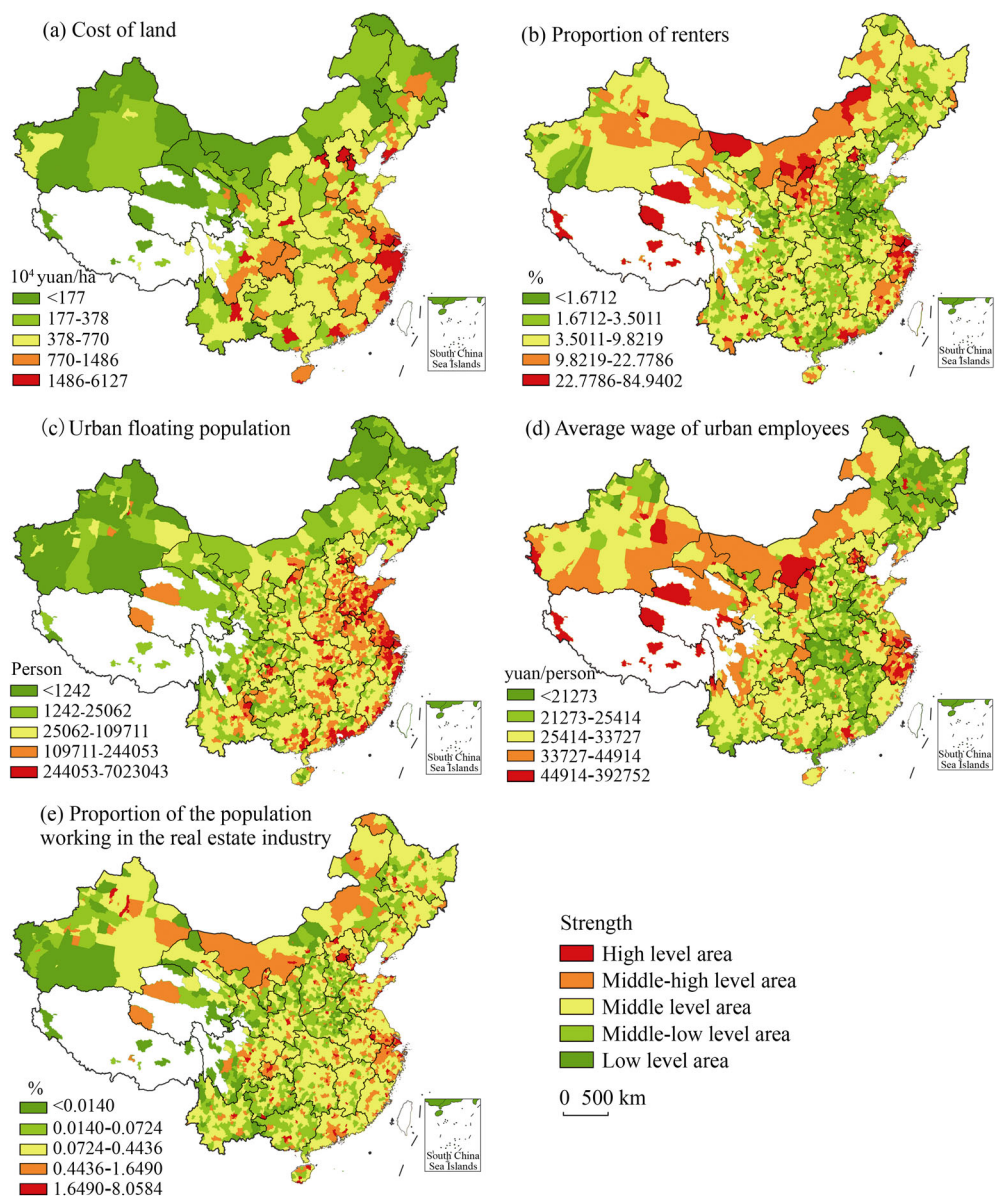 (a) Cost of land
10⁴ yuan/ha
<177
177-378
378-770
770-1486
1486-6127
South China
Sea Islands
(b) Proportion of renters
%
<1.6712
1.6712-3.5011
3.5011-9.8219
9.8219-22.7786
22.7786-84.9402
South China
Sea Islands
(c) Urban floating population
Person
<1242
1242-25062
25062-109711
109711-244053
244053-7023043
South China
Sea Islands
(d) Average wage of urban employees
yuan/person
<21273
21273-25414
25414-33727
33727-44914
44914-392752
South China
Sea Islands
(e) Proportion of the population
working in the real estate industry
%
<0.0140
0.0140-0.0724
0.0724-0.4436
0.4436-1.6490
1.6490-8.0584
South China
Sea Islands
Strength
High level area
Middle-high level area
Middle level area
Middle-low level area
Low level area
0 500 km